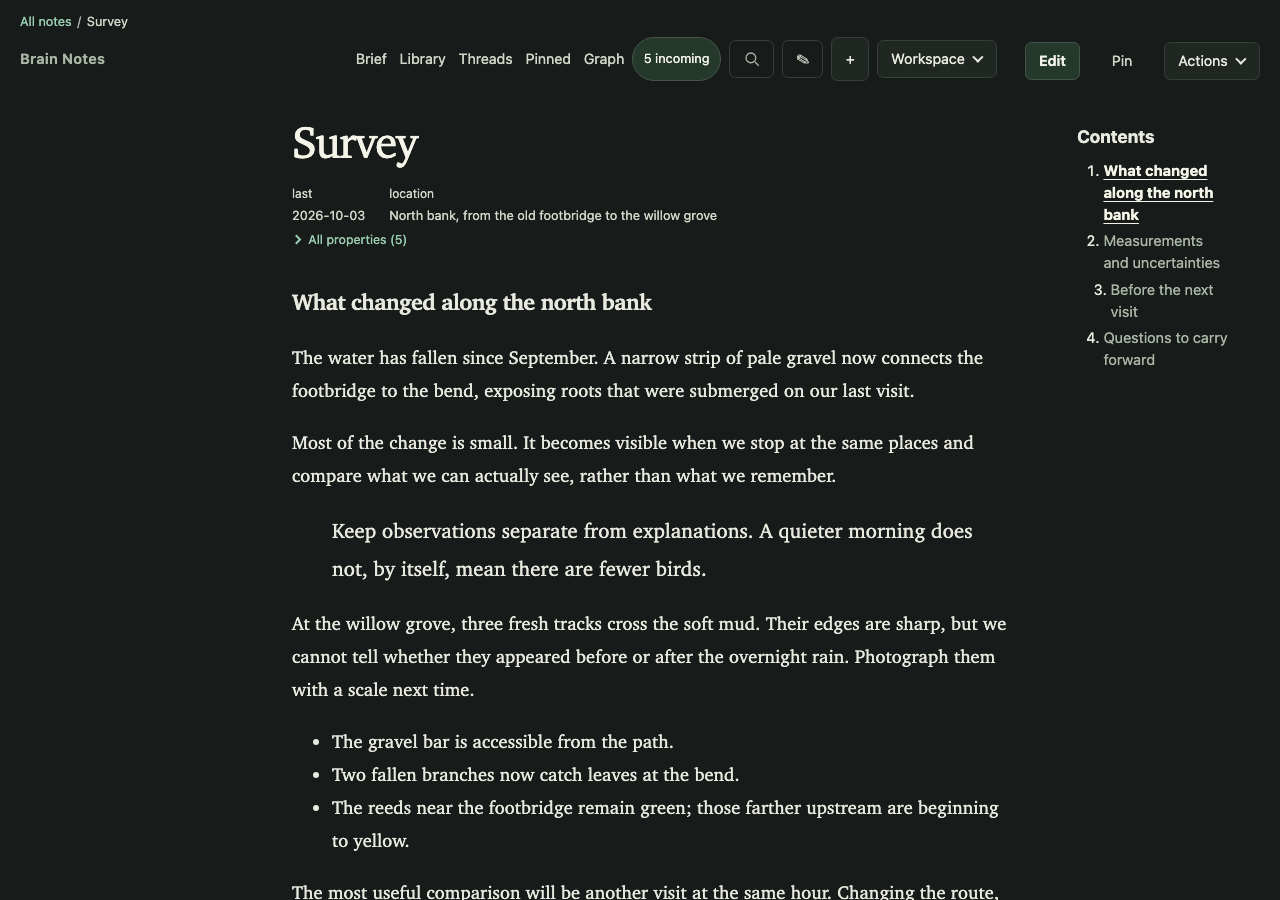 All notes / Survey
Brain Notes
Brief Library Threads Pinned Graph 5 incoming + Workspace Edit Pin Actions
Survey
last location
2026-10-03 North bank, from the old footbridge to the willow grove
All properties (5)
What changed along the north bank
The water has fallen since September. A narrow strip of pale gravel now connects the
footbridge to the bend, exposing roots that were submerged on our last visit.
Most of the change is small. It becomes visible when we stop at the same places and
compare what we can actually see, rather than what we remember.
Keep observations separate from explanations. A quieter morning does
not, by itself, mean there are fewer birds.
At the willow grove, three fresh tracks cross the soft mud. Their edges are sharp, but we
cannot tell whether they appeared before or after the overnight rain. Photograph them
with a scale next time.
• The gravel bar is accessible from the path.
• Two fallen branches now catch leaves at the bend.
• The reeds near the footbridge remain green; those farther upstream are beginning
to yellow.
The most useful comparison will be another visit at the same hour. Changing the route,
Contents
1. What changed
along the north
bank
2. Measurements
and uncertainties
3. Before the next
visit
4. Questions to carry
forward